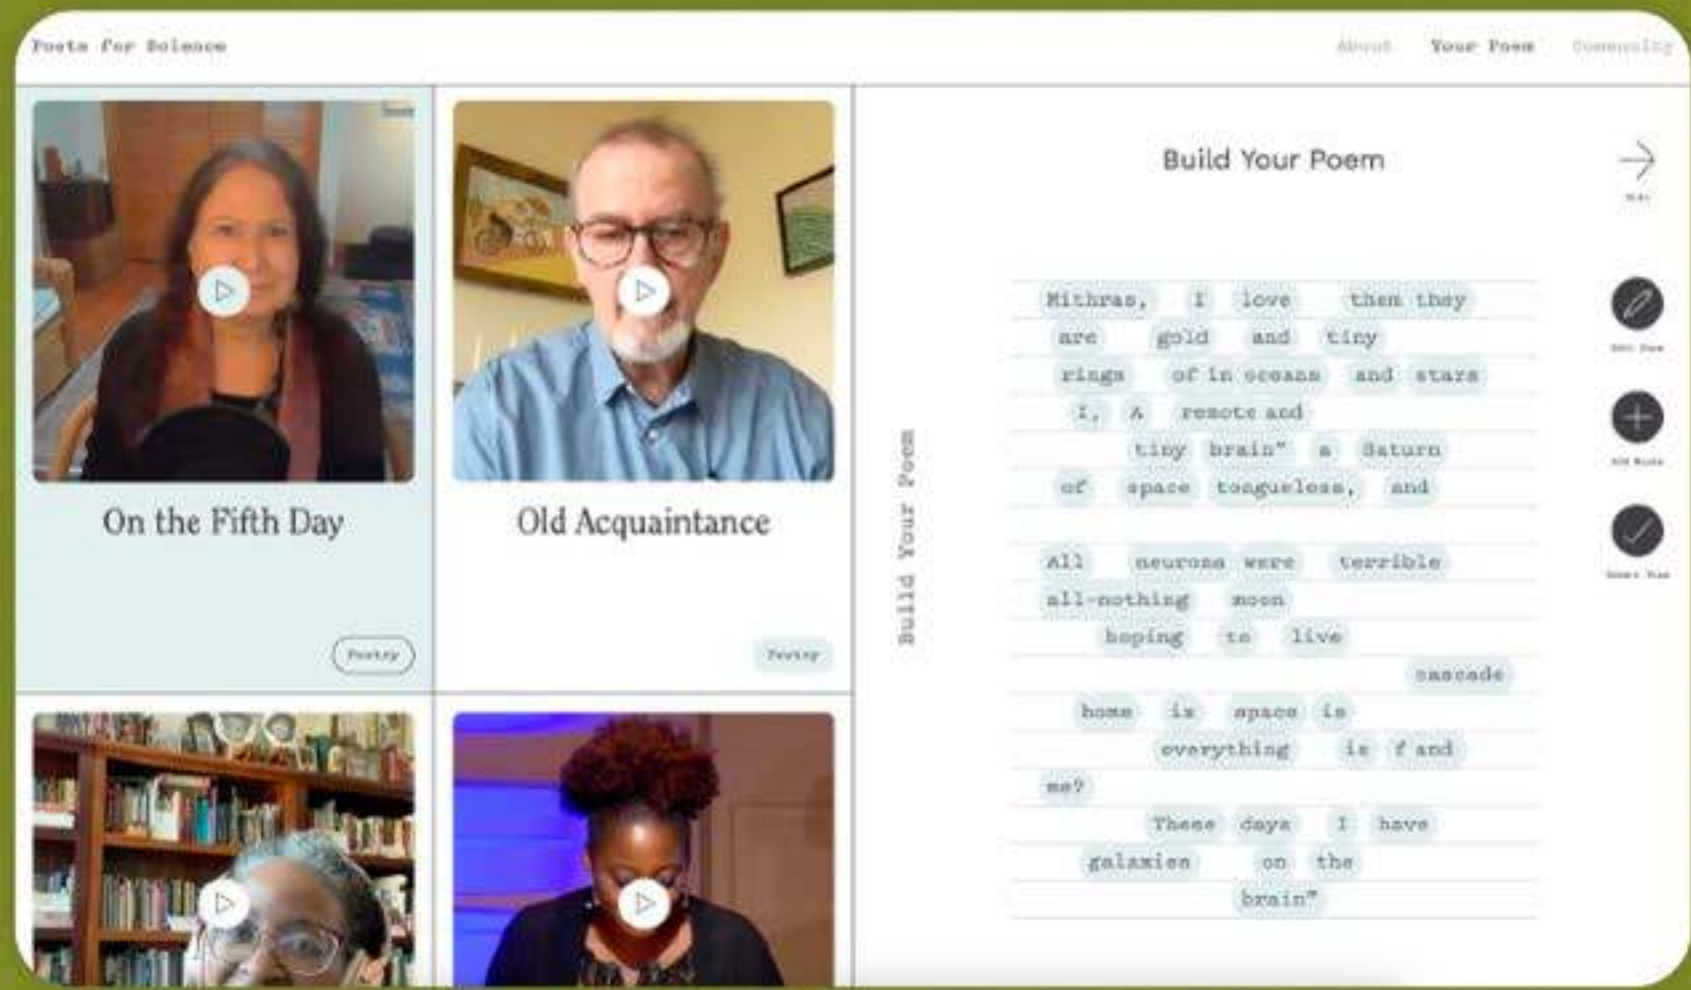 Poets for Science
About Your Poem Community
On the Fifth Day
Poetry
Old Acquaintance
Poetry
Build Your Poem
Build Your Poem
Mithras, I love them they
are gold and tiny
rings of in oceans and stars
I, A remote and
tiny brain" a Saturn
of space tongueless, and
All neurons were terrible
all-nothing moon
hoping to live
cascade
home is space is
everything is f and
me?
These days I have
galaxies on the
brain"